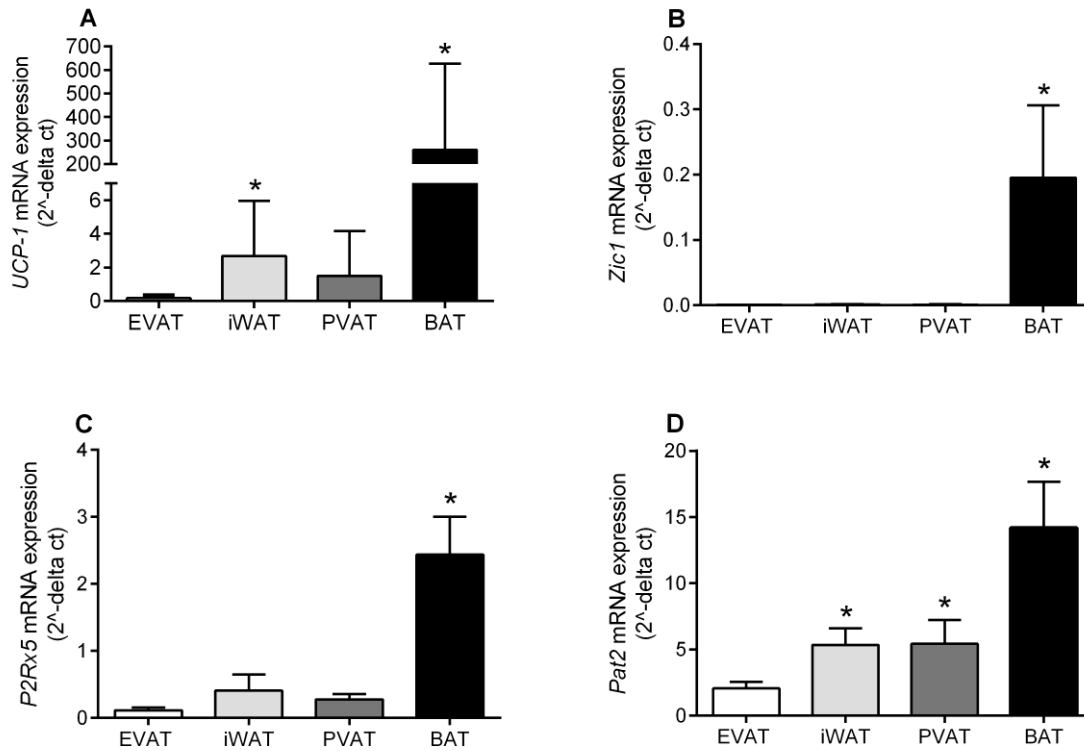 A
UCP-1 mRNA expression
(2^-delta ct)
700
600
500
400
300
200
6
4
2
0
*
*
EVAT iWAT PVAT BAT
B
Zic1 mRNA expression
(2^-delta ct)
0.4
0.3
0.2
0.1
0.0
*
EVAT iWAT PVAT BAT
C
P2Rx5 mRNA expression
(2^-delta ct)
4
3
2
1
0
*
EVAT iWAT PVAT BAT
D
Pat2 mRNA expression
(2^-delta ct)
20
15
10
5
0
*
*
*
EVAT iWAT PVAT BAT